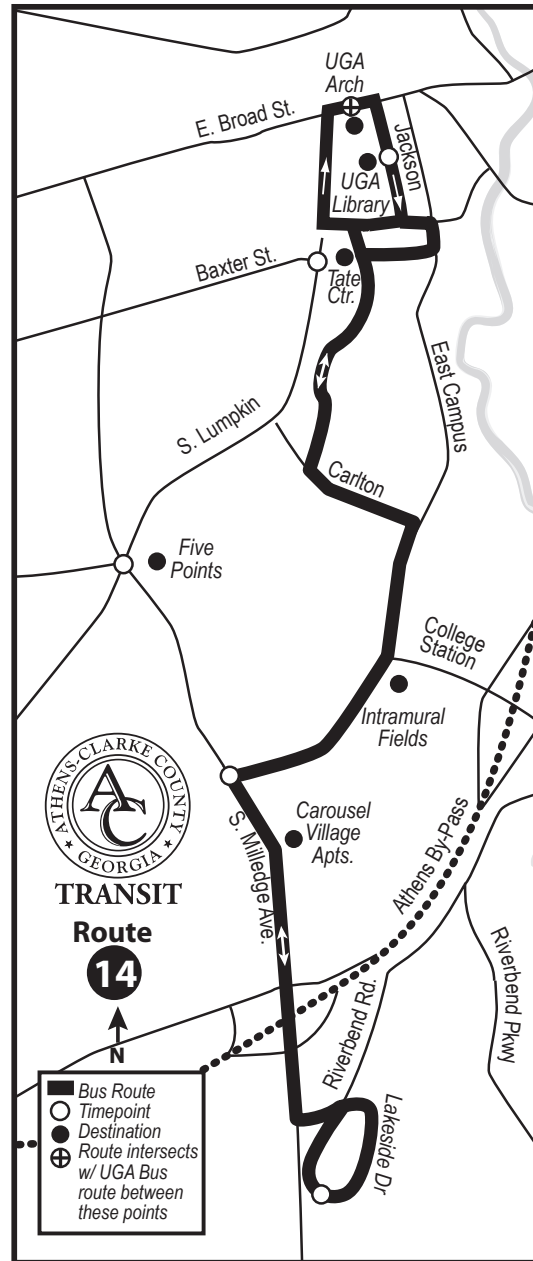 UGA
Arch
E. Broad St.
Jackson
UGA
Library
Baxter St.
Tate
Ctr.
East Campus
S. Lumpkin
Carlton
Five
Points
College
Station
Intramural
Fields
ATHENS-CLARKE COUNTY
AC
GEORGIA
TRANSIT
Route
14
N
S. Milledge Ave.
Carousel
Village
Apts.
Athens By-Pass
Riverbend Rd.
Riverbend Pkwy
Lakeside Dr
Bus Route
Timepoint
Destination
Route intersects
w/ UGA Bus
route between
these points